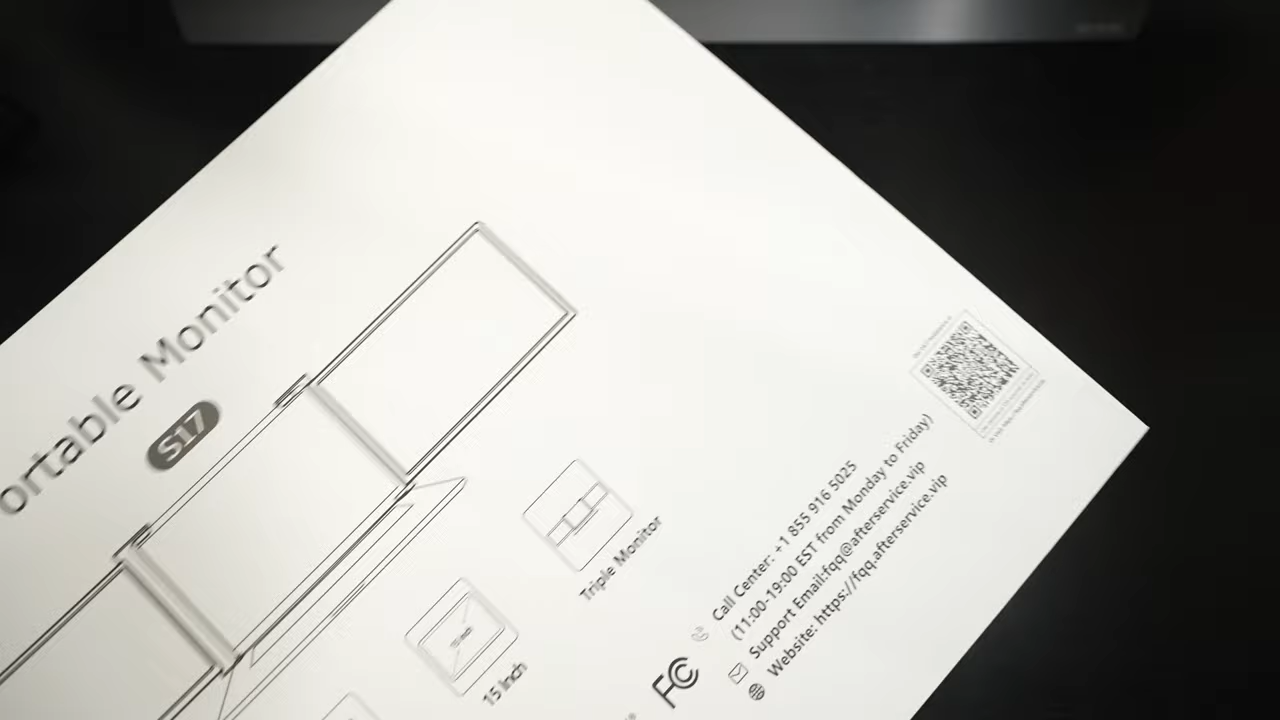 ortable Monitor
S17
Triple Monitor
15 Inch
Call Center: +1 855 916 5025
(11:00-19:00 EST from Monday to Friday)
Support Email:fqq@afterservice.vip
Website: https://fqq.afterservice.vip
FC